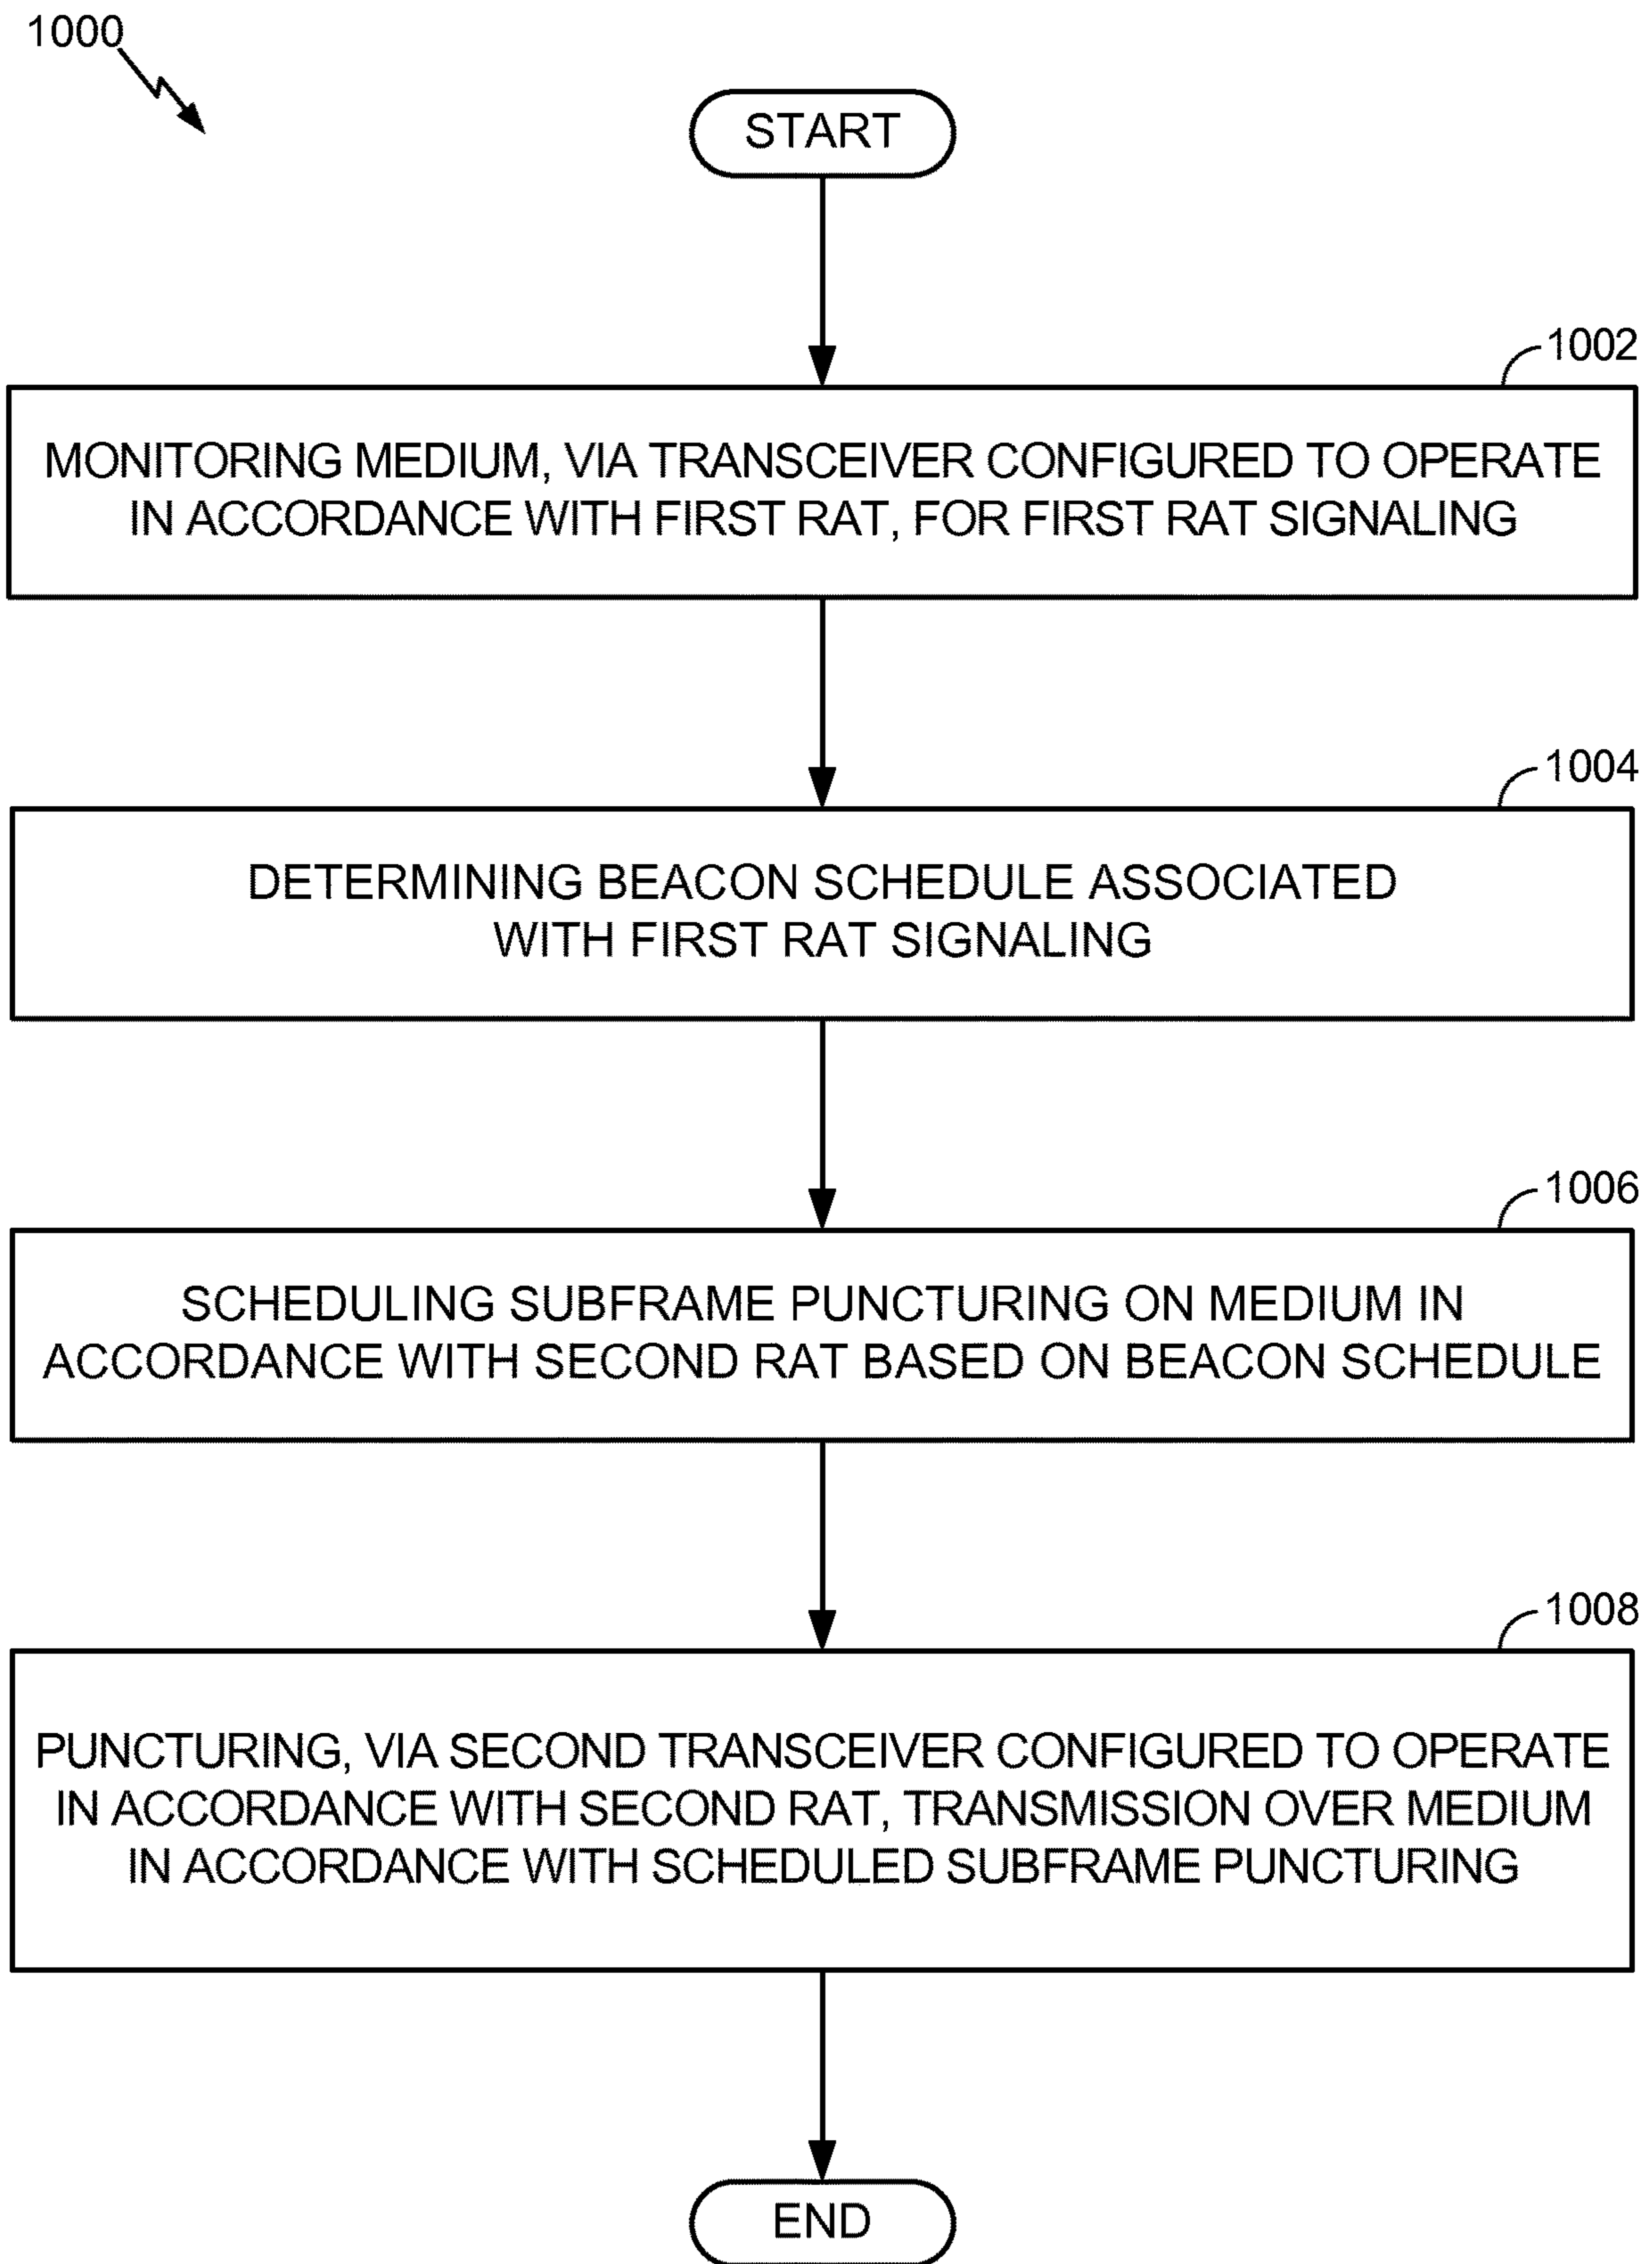 1000
START
1002
MONITORING MEDIUM, VIA TRANSCEIVER CONFIGURED TO OPERATE
IN ACCORDANCE WITH FIRST RAT, FOR FIRST RAT SIGNALING
1004
DETERMINING BEACON SCHEDULE ASSOCIATED
WITH FIRST RAT SIGNALING
1006
SCHEDULING SUBFRAME PUNCTURING ON MEDIUM IN
ACCORDANCE WITH SECOND RAT BASED ON BEACON SCHEDULE
1008
PUNCTURING, VIA SECOND TRANSCEIVER CONFIGURED TO OPERATE
IN ACCORDANCE WITH SECOND RAT, TRANSMISSION OVER MEDIUM
IN ACCORDANCE WITH SCHEDULED SUBFRAME PUNCTURING
END